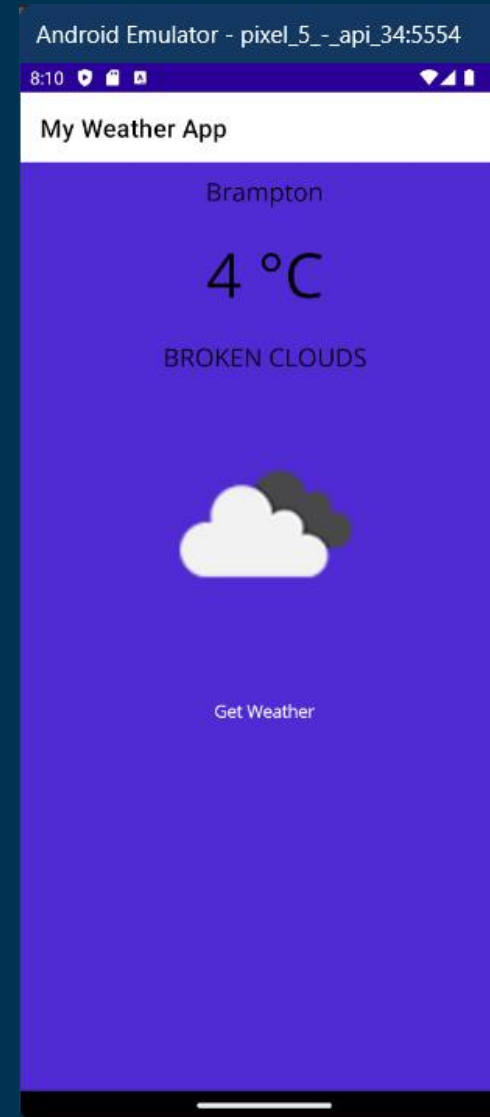 Android Emulator - pixel_5_-_api_34:5554
8:10
My Weather App
Brampton
4 °C
BROKEN CLOUDS
Get Weather